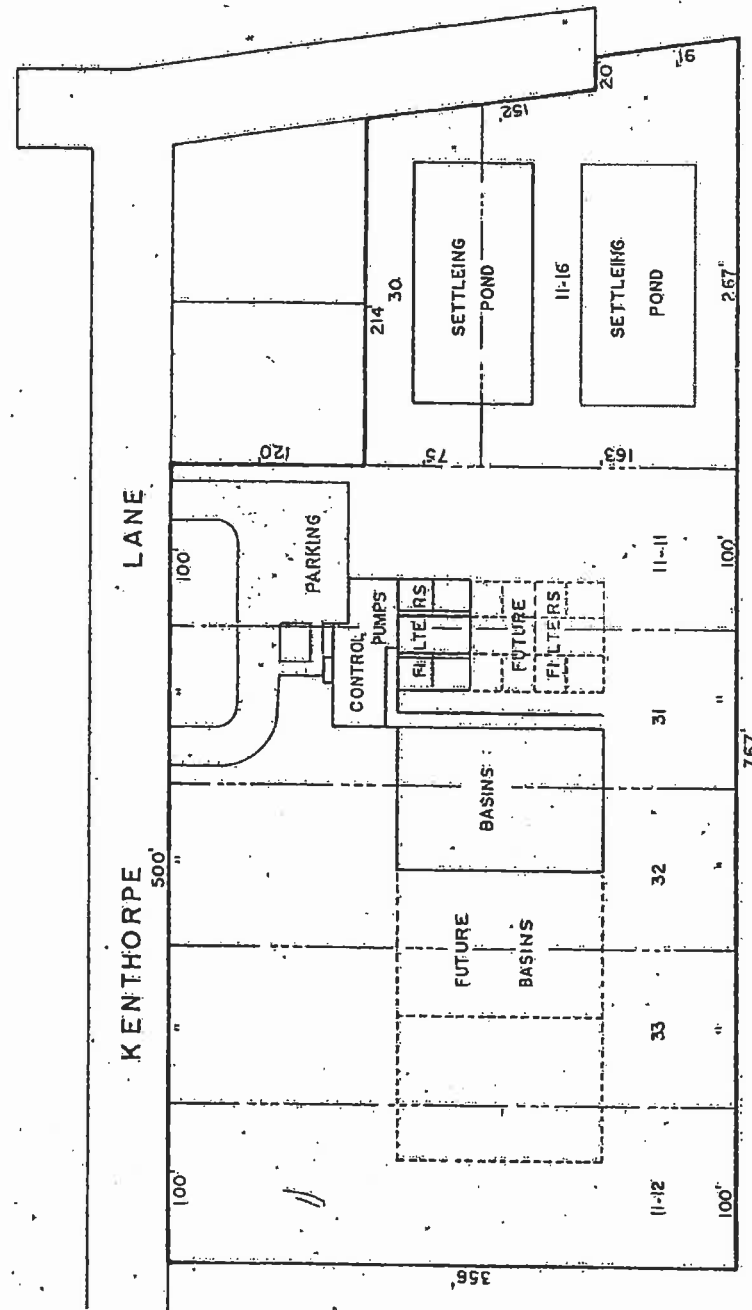 KENTHORPE LANE
500'
100'
"
"
"
100'
120'
PARKING
CONTROL
PUMPS
FILTERS
FUTURE
FILTERS
BASINS
FUTURE
BASINS
214'
30
152'
20'
91'
75'
163'
SETTLEING
POND
11-16
SETTLEING
POND
356'
11-12
33
32
31
11-11
100'
"
"
"
100'
767'
267'